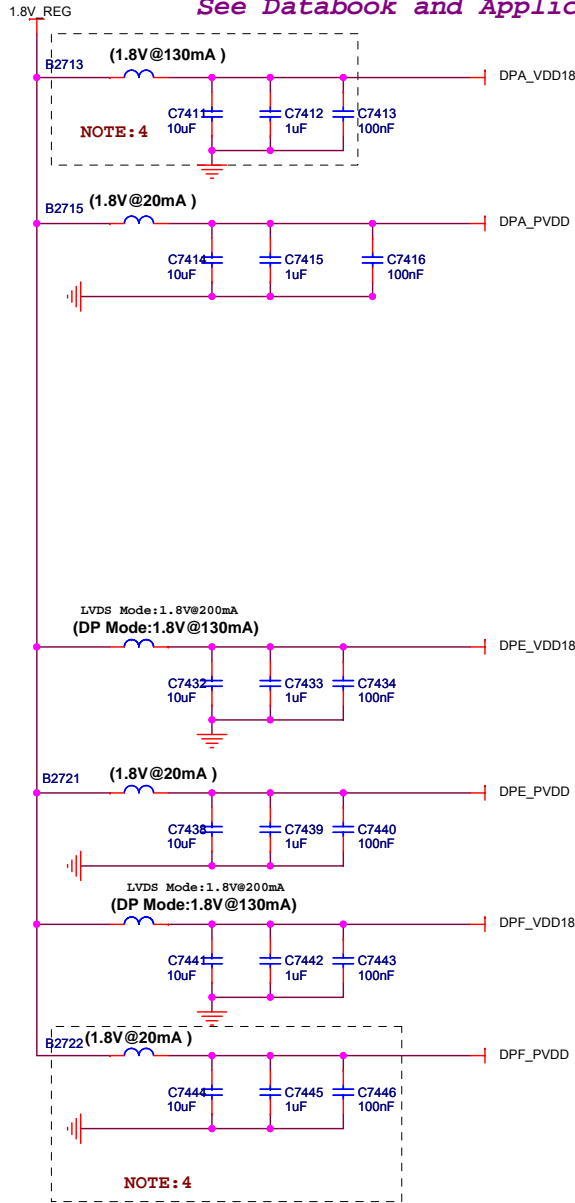 See Databook and Applic
1.8V_REG
B2713
(1.8V@130mA )
DPA_VDD18
C7411
10uF
C7412
1uF
C7413
100nF
NOTE:4
B2715
(1.8V@20mA )
DPA_PVDD
C7414
10uF
C7415
1uF
C7416
100nF
LVDS Mode:1.8V@200mA
(DP Mode:1.8V@130mA)
DPE_VDD18
C7432
10uF
C7433
1uF
C7434
100nF
B2721
(1.8V@20mA )
DPE_PVDD
C7438
10uF
C7439
1uF
C7440
100nF
LVDS Mode:1.8V@200mA
(DP Mode:1.8V@130mA)
DPF_VDD18
C7441
10uF
C7442
1uF
C7443
100nF
B2722
(1.8V@20mA )
DPF_PVDD
C7444
10uF
C7445
1uF
C7446
100nF
NOTE:4